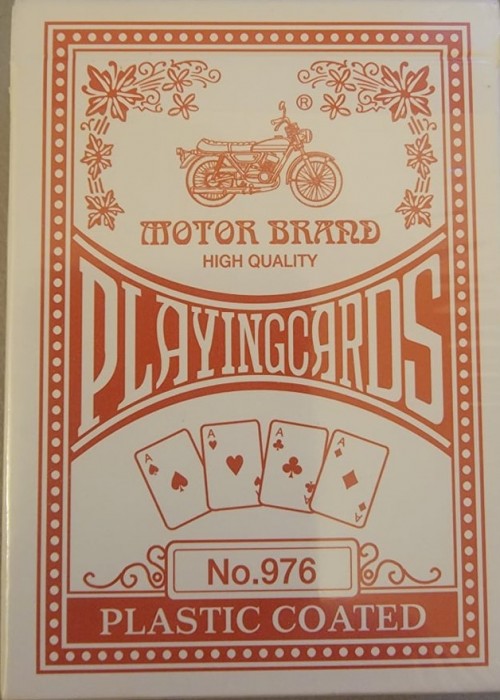 ®
MOTOR BRAND
HIGH QUALITY
PLAYINGCARDS
A A A A
A A
No.976
PLASTIC COATED